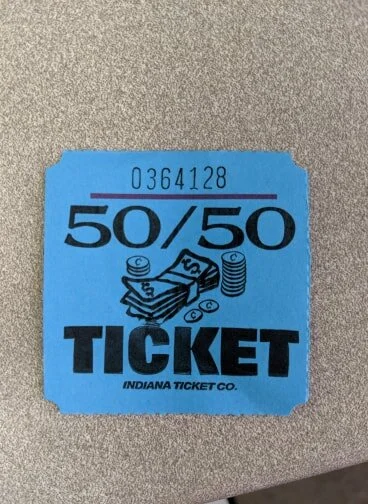 0364128
50/50
TICKET
INDIANA TICKET CO.